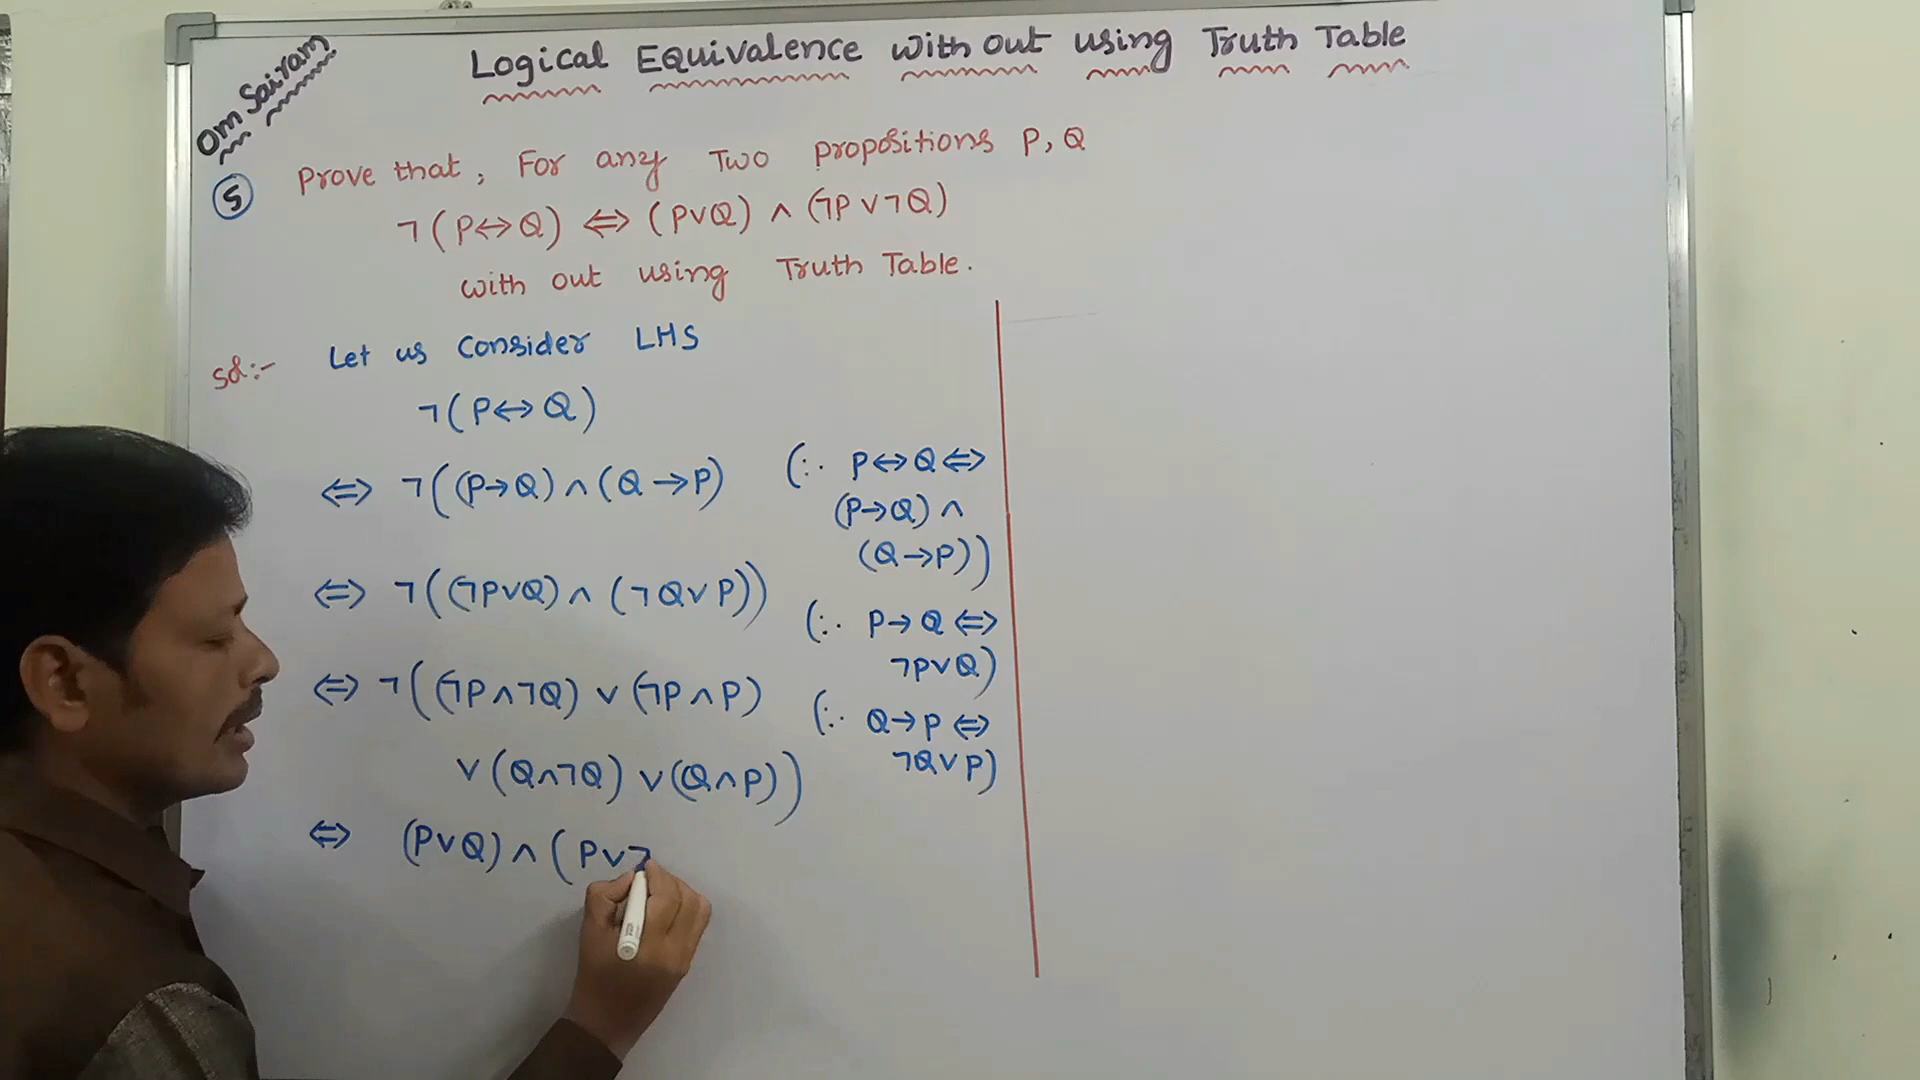 Om Sairam
Logical Equivalence with out using Truth Table
5 Prove that, For any Two propositions P, Q
¬(P↔Q) ⇔ (P∨Q) ∧ (¬P∨¬Q)
with out using Truth Table.
Sol:- Let us Consider LHS
¬(P↔Q)
⇔ ¬((P→Q)∧(Q→P)
(∵ P↔Q⇔
(P→Q)∧
(Q→P))
⇔ ¬((¬P∨Q)∧(¬Q∨P))
(∵ P→Q⇔
¬P∨Q)
⇔ ¬((¬P∧¬Q)∨(¬P∧P)
(∵ Q→P⇔
¬Q∨P)
∨(Q∧¬Q)∨(Q∧P))
⇔ (P∨Q)∧(P∨¬